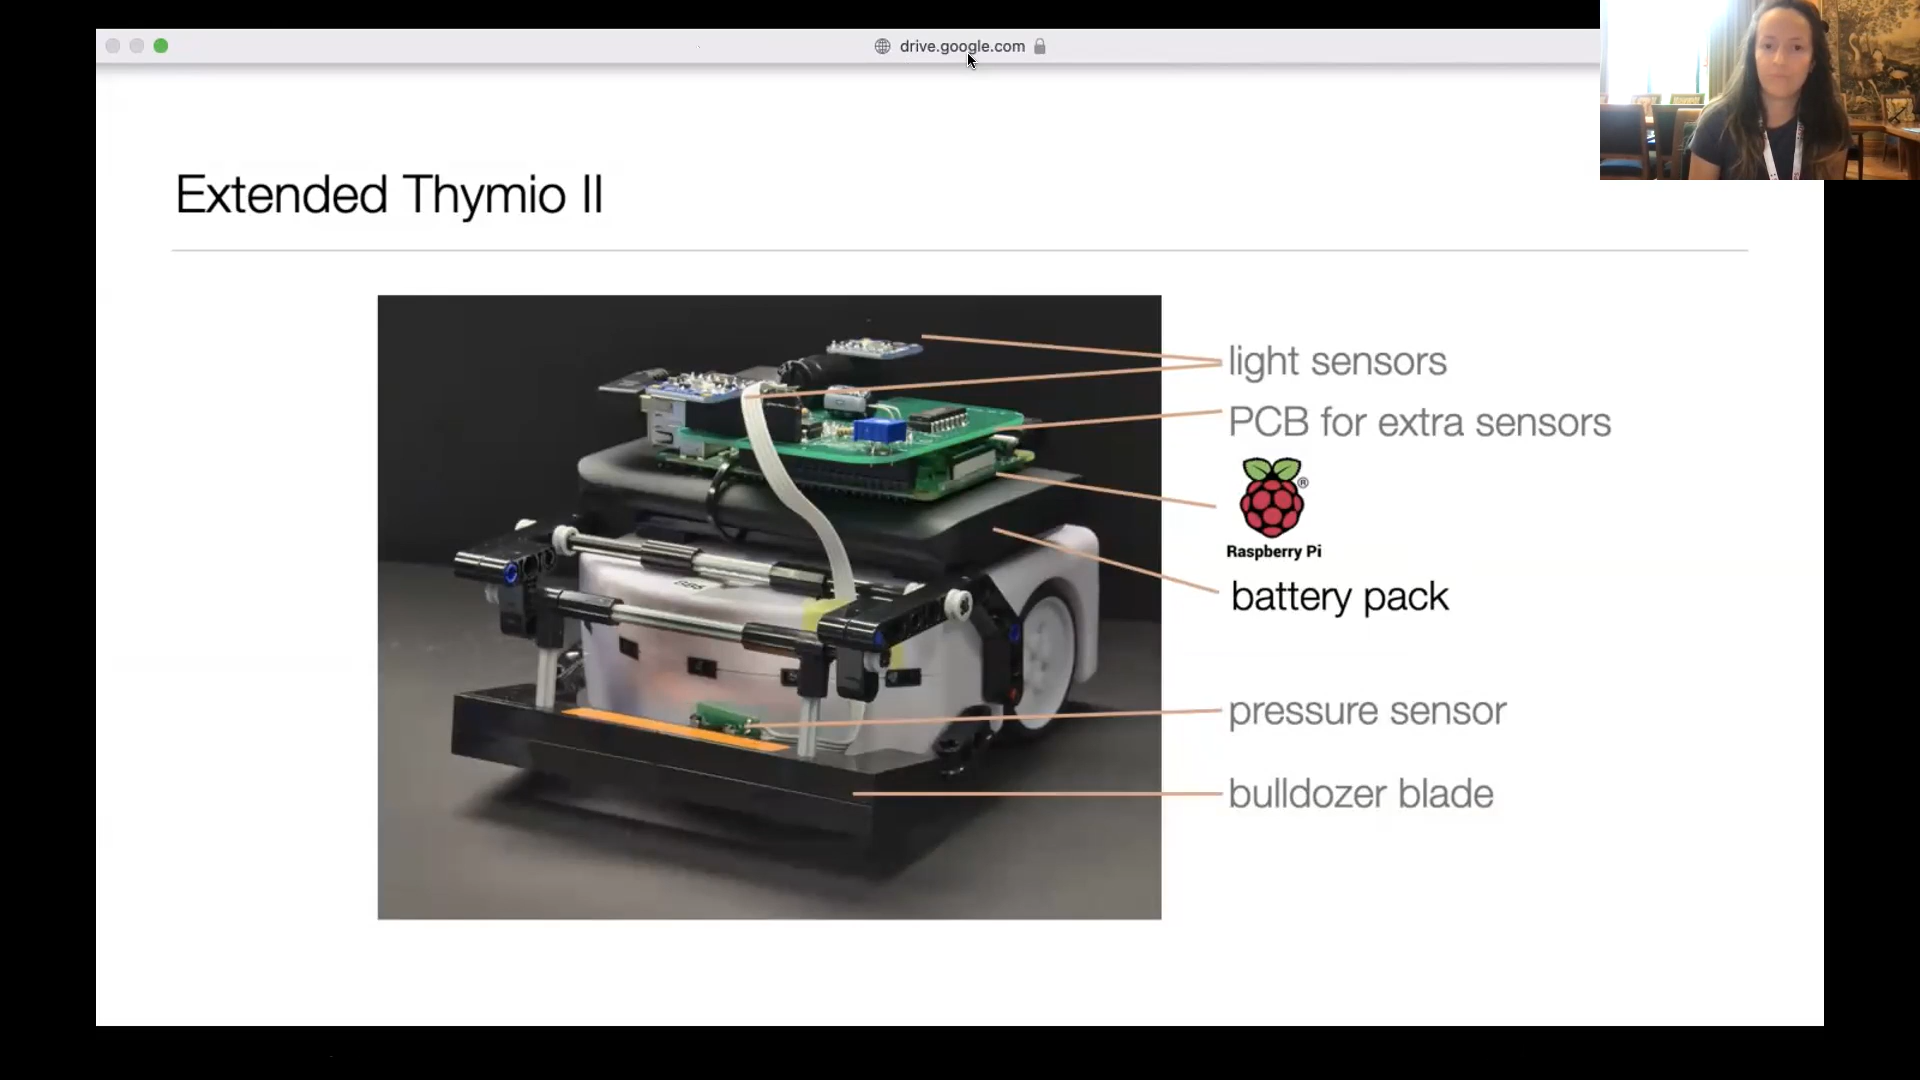 drive.google.com
Extended Thymio II
light sensors
PCB for extra sensors
®
Raspberry Pi
battery pack
pressure sensor
bulldozer blade